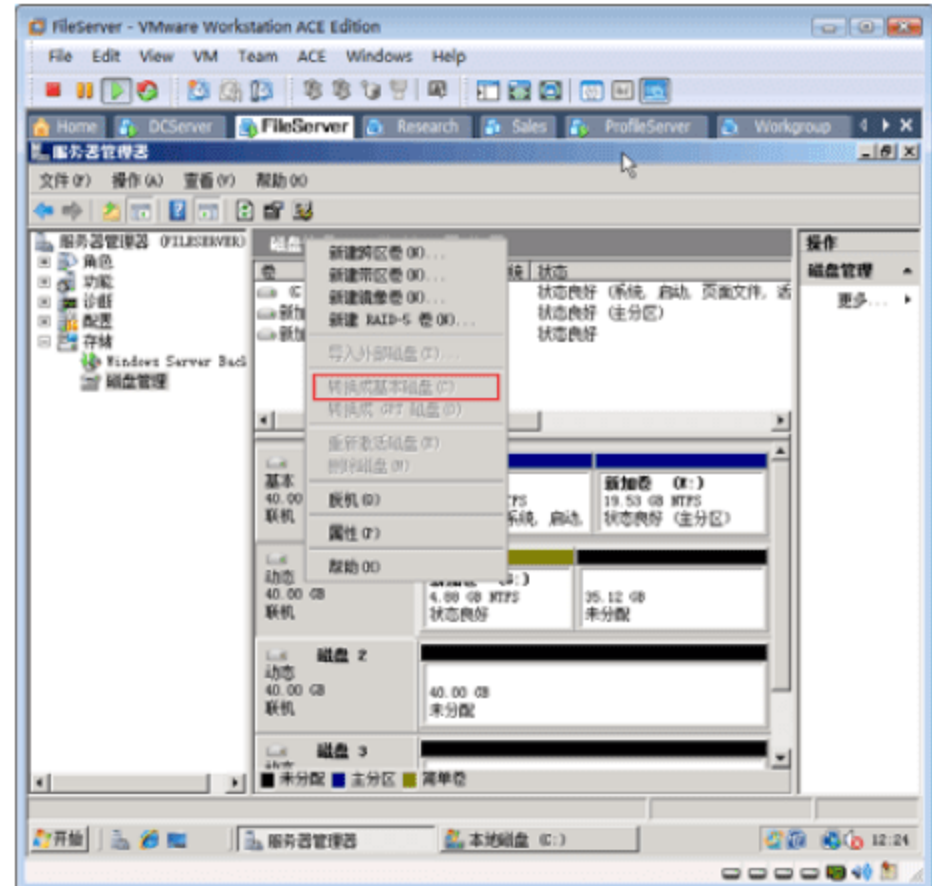 FileServer - VMware Workstation ACE Edition
File Edit View VM Team ACE Windows Help
Home DCServer FileServer Research Sales ProfileServer Workgroup
服务器管理器
文件(F) 操作(A) 查看(V) 帮助(H)
服务器管理器 (FILESERVER)
角色
功能
诊断
配置
存储
Windows Server Back
磁盘管理
卷
状态
状态良好 (系统, 启动, 页面文件, 活
状态良好 (主分区)
状态良好
新建跨区卷(N)...
新建带区卷(N)...
新建镜像卷(N)...
新建 RAID-5 卷(N)...
导入外部磁盘(I)...
转换成基本磁盘(C)
转换成 GPT 磁盘(O)
重新激活磁盘(R)
删除磁盘(M)
脱机(O)
属性(P)
帮助(H)
操作
磁盘管理
更多...
基本
40.00
联机
新加卷
19.53 GB NTFS
状态良好 (主分区)
动态
40.00 GB
联机
4.88 GB NTFS
状态良好
35.12 GB
未分配
磁盘 2
动态
40.00 GB
联机
40.00 GB
未分配
磁盘 3
未分配 主分区 简单卷
开始 服务器管理器 本地磁盘 (C:) 12:24